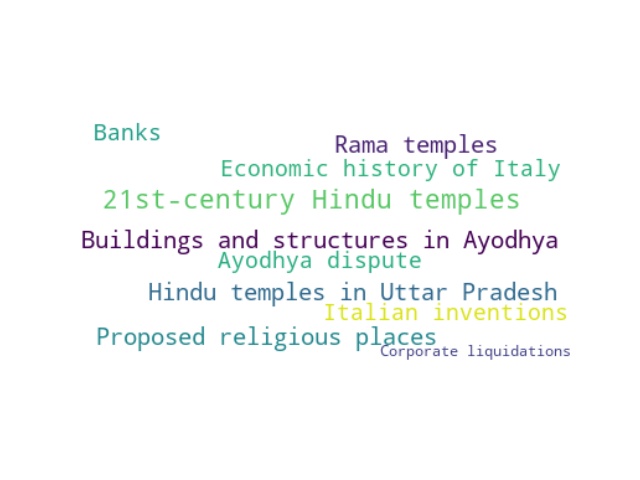 Banks
Rama temples
Economic history of Italy
21st-century Hindu temples
Buildings and structures in Ayodhya
Ayodhya dispute
Hindu temples in Uttar Pradesh
Italian inventions
Proposed religious places
Corporate liquidations